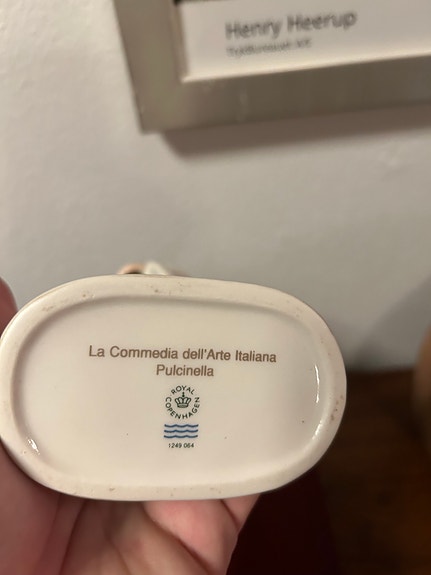 Henry Heerup
La Commedia dell'Arte Italiana
Pulcinella
ROYAL
COPENHAGEN
1249 064